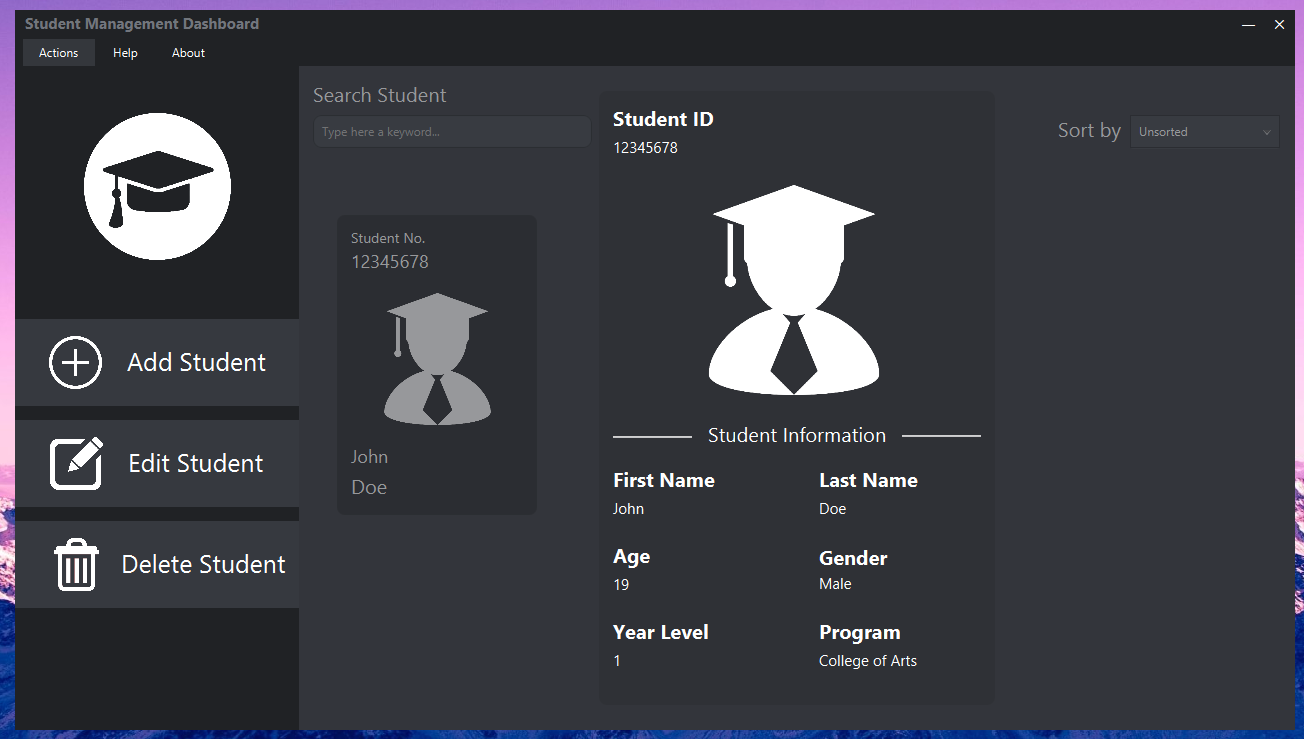 Student Management Dashboard
Actions Help About
Add Student
Edit Student
Delete Student
Search Student
Type here a keyword...
Student No.
12345678
John
Doe
Student ID
12345678
Student Information
First Name Last Name
John Doe
Age Gender
19 Male
Year Level Program
1 College of Arts
Sort by Unsorted